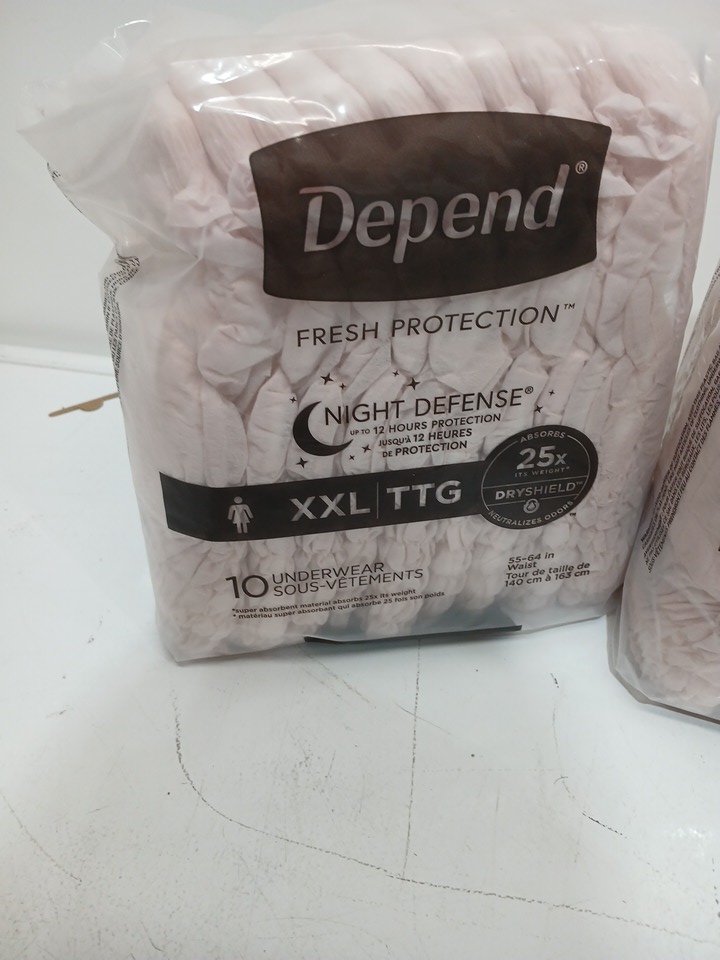 Depend®
FRESH PROTECTION™
NIGHT DEFENSE®
UP TO 12 HOURS PROTECTION
JUSQU'À 12 HEURES
DE PROTECTION
ABSORBS
25x
ITS WEIGHT*
DRYSHIELD™
NEUTRALIZES ODORS™
XXL | TTG
10 UNDERWEAR
SOUS-VÊTEMENTS
55-64 in
Waist
Tour de taille de
140 cm à 163 cm
*super absorbent material absorbs 25x its weight
* matériau super absorbant qui absorbe 25 fois son poids